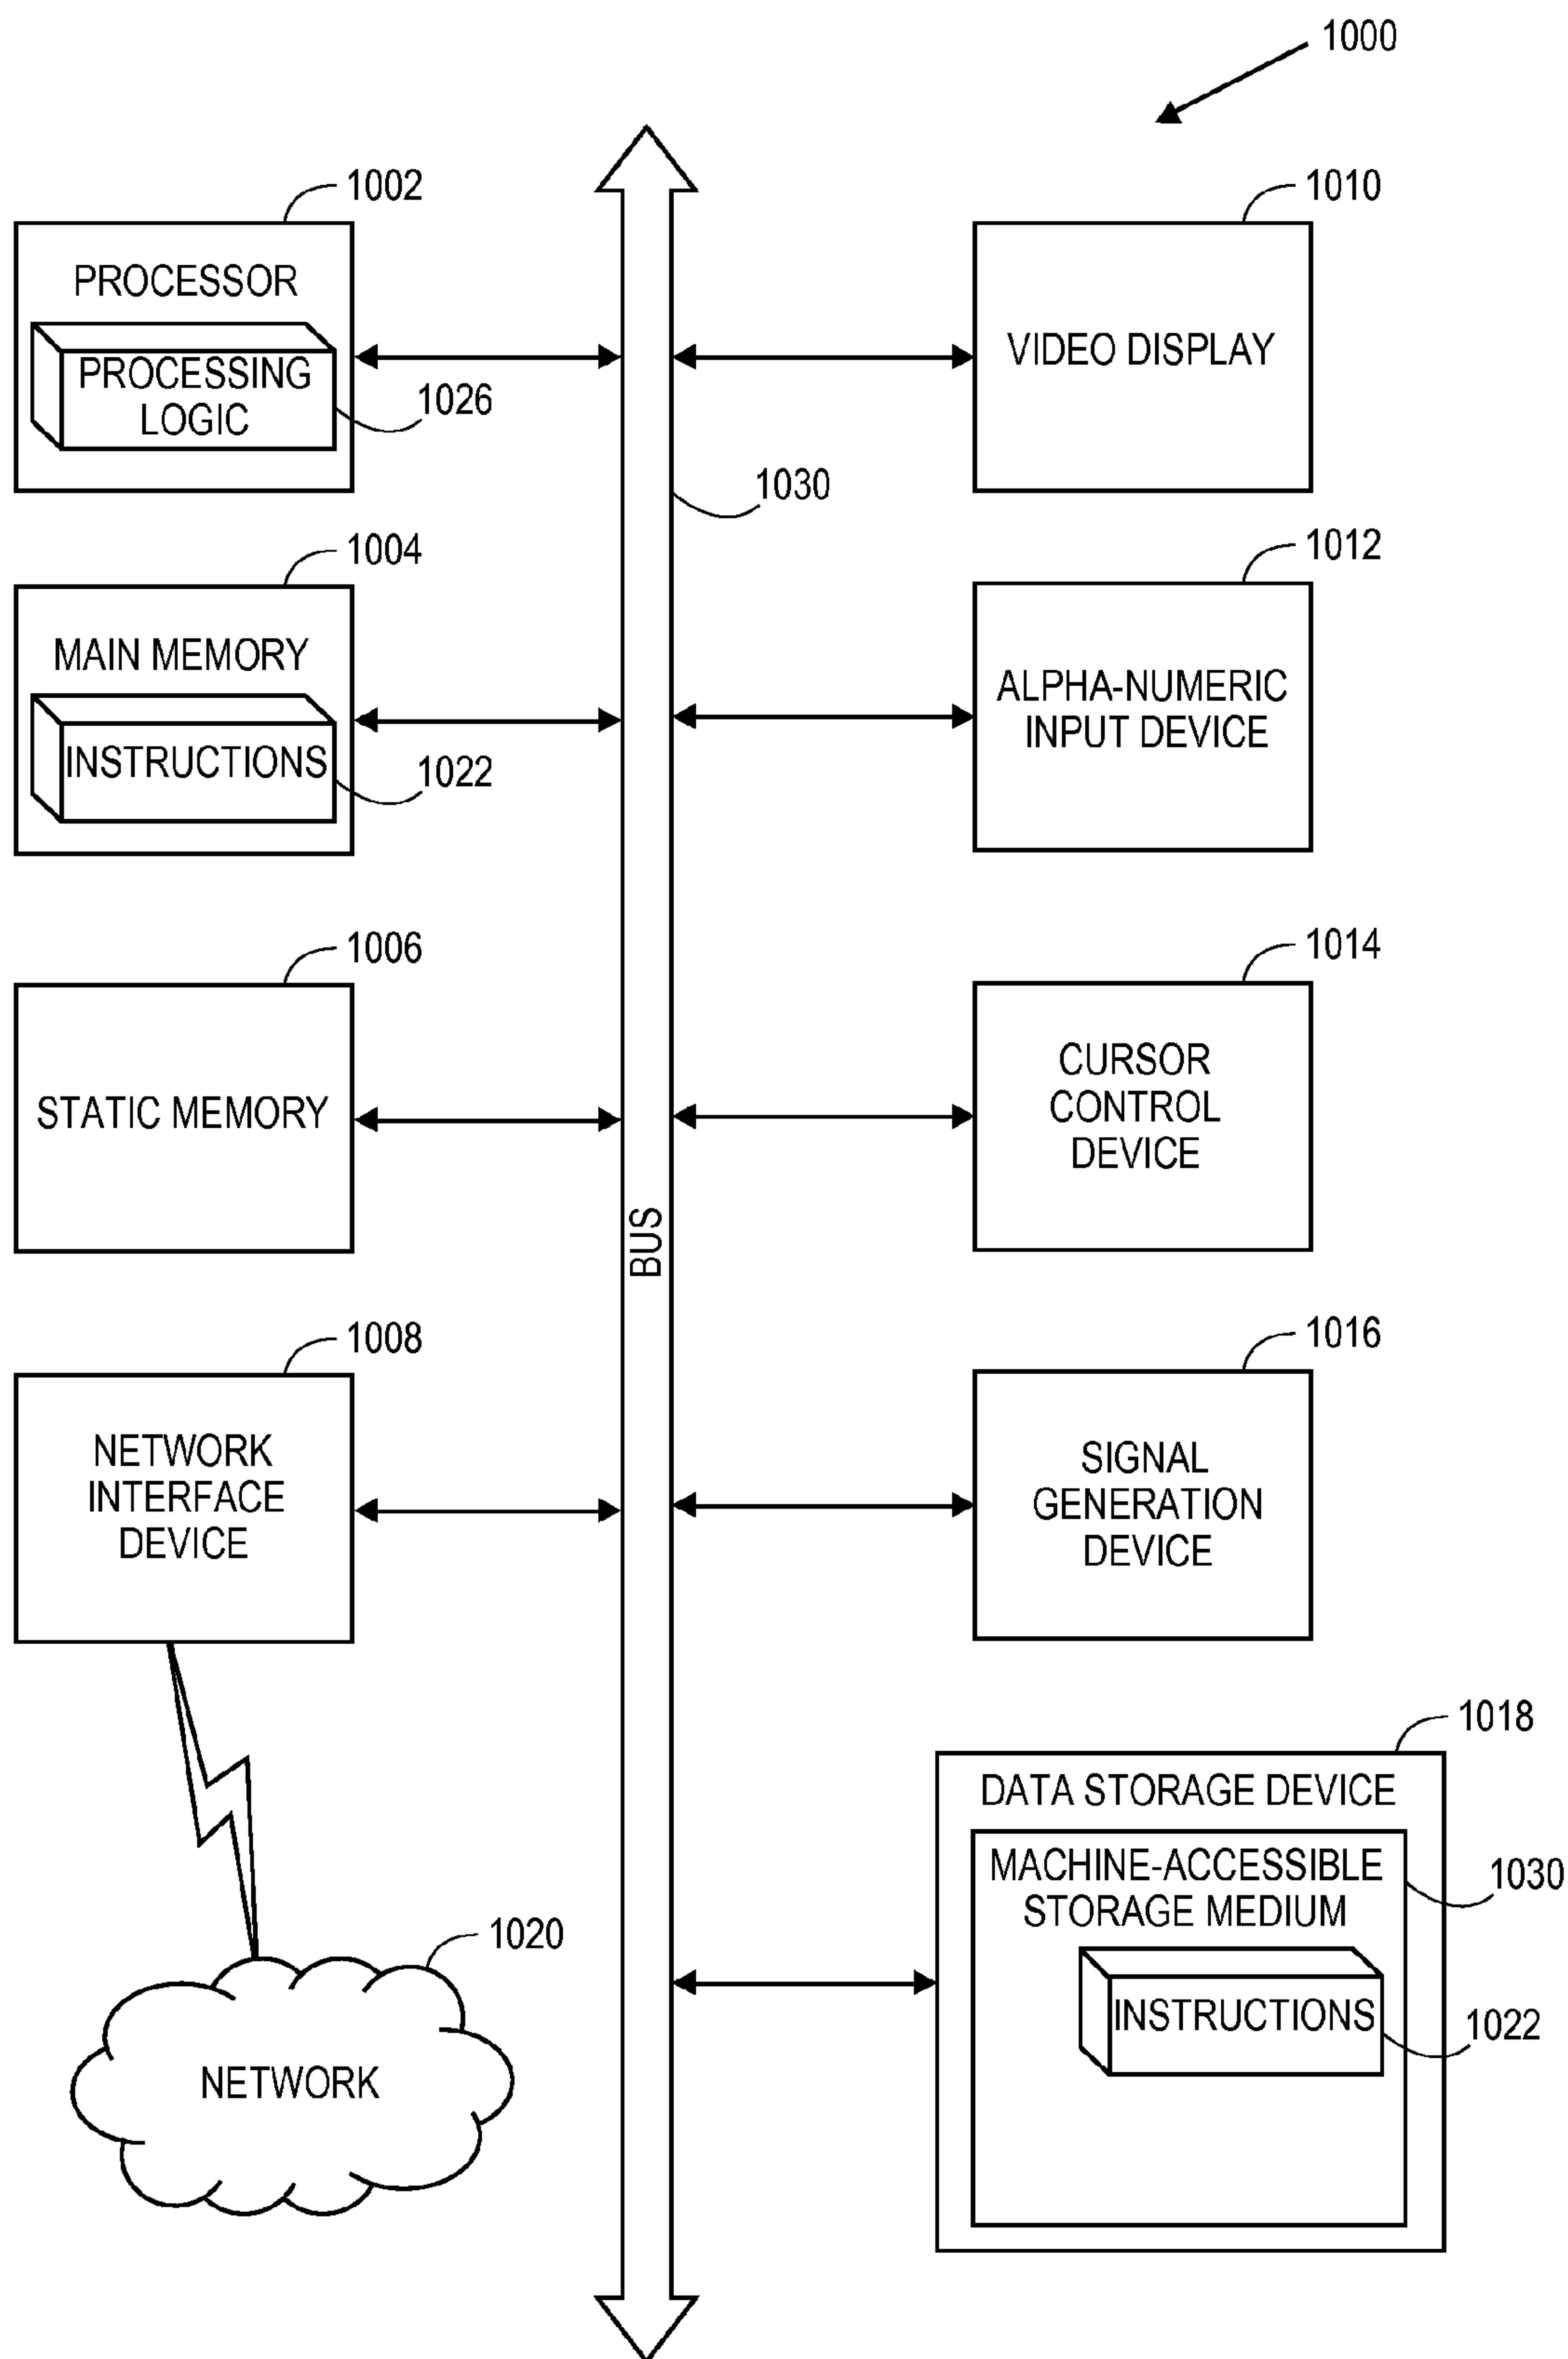 1000
1002
PROCESSOR
PROCESSING
LOGIC
1026
1010
VIDEO DISPLAY
1030
1004
MAIN MEMORY
INSTRUCTIONS
1022
1012
ALPHA-NUMERIC
INPUT DEVICE
1006
STATIC MEMORY
1014
CURSOR
CONTROL
DEVICE
BUS
1008
NETWORK
INTERFACE
DEVICE
1016
SIGNAL
GENERATION
DEVICE
1018
DATA STORAGE DEVICE
MACHINE-ACCESSIBLE
STORAGE MEDIUM
1030
INSTRUCTIONS
1022
1020
NETWORK